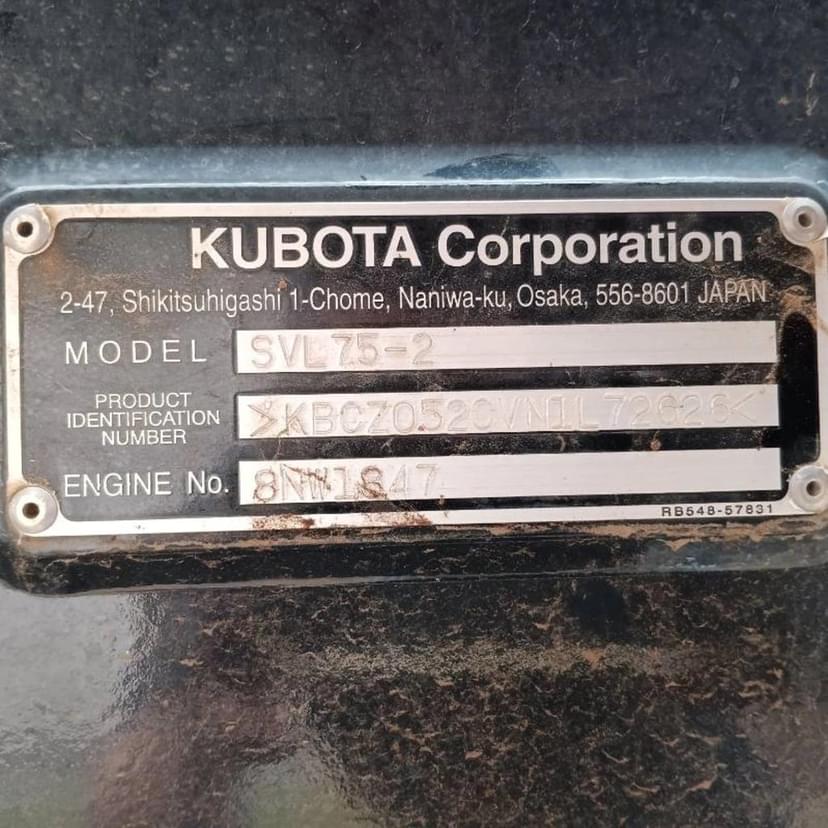 KUBOTA Corporation
2-47, Shikitsuhigashi 1-Chome, Naniwa-ku, Osaka, 556-8601 JAPAN
MODEL SVL75-2
PRODUCT
IDENTIFICATION
NUMBER
ENGINE No. 8NW1847
RB548-57831